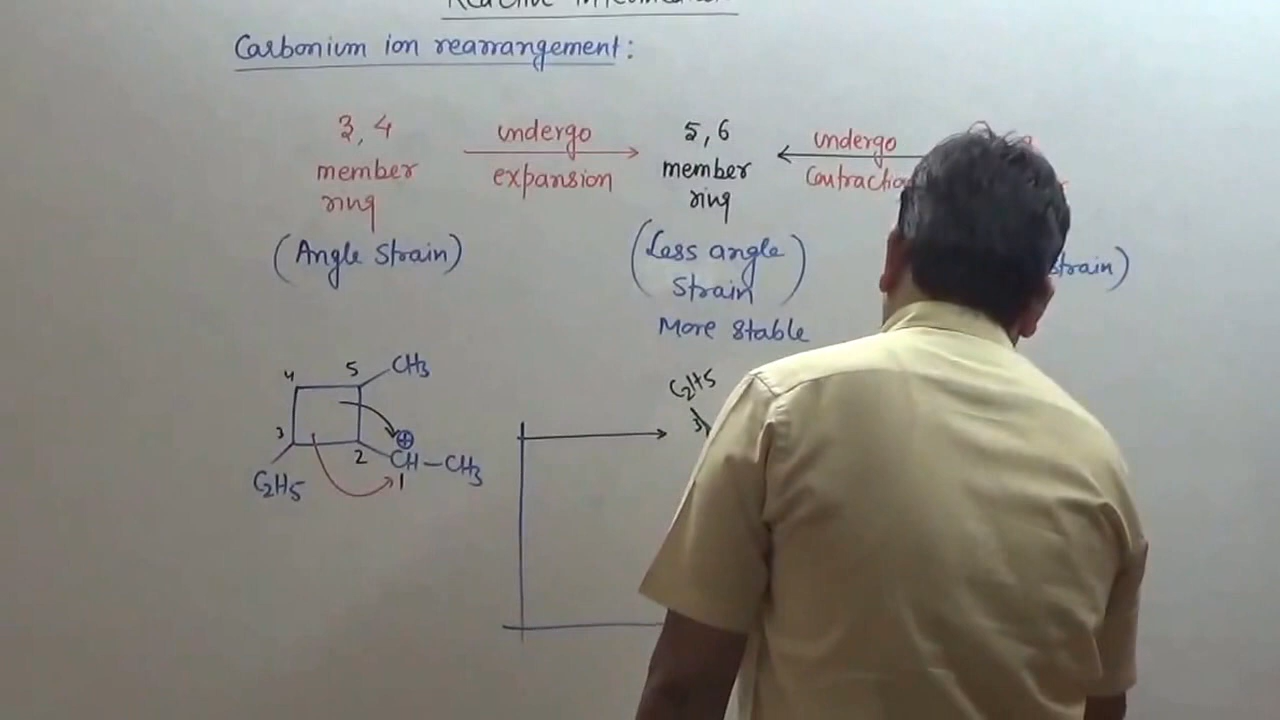 Carbonium ion rearrangement:
3, 4
member
ring
(Angle Strain)
undergo
expansion
5, 6
member
ring
(Less angle
Strain)
More Stable
undergo
strain)
4
5
CH3
3
2
⊕
CH-CH3
1
C2H5
C2H5
3